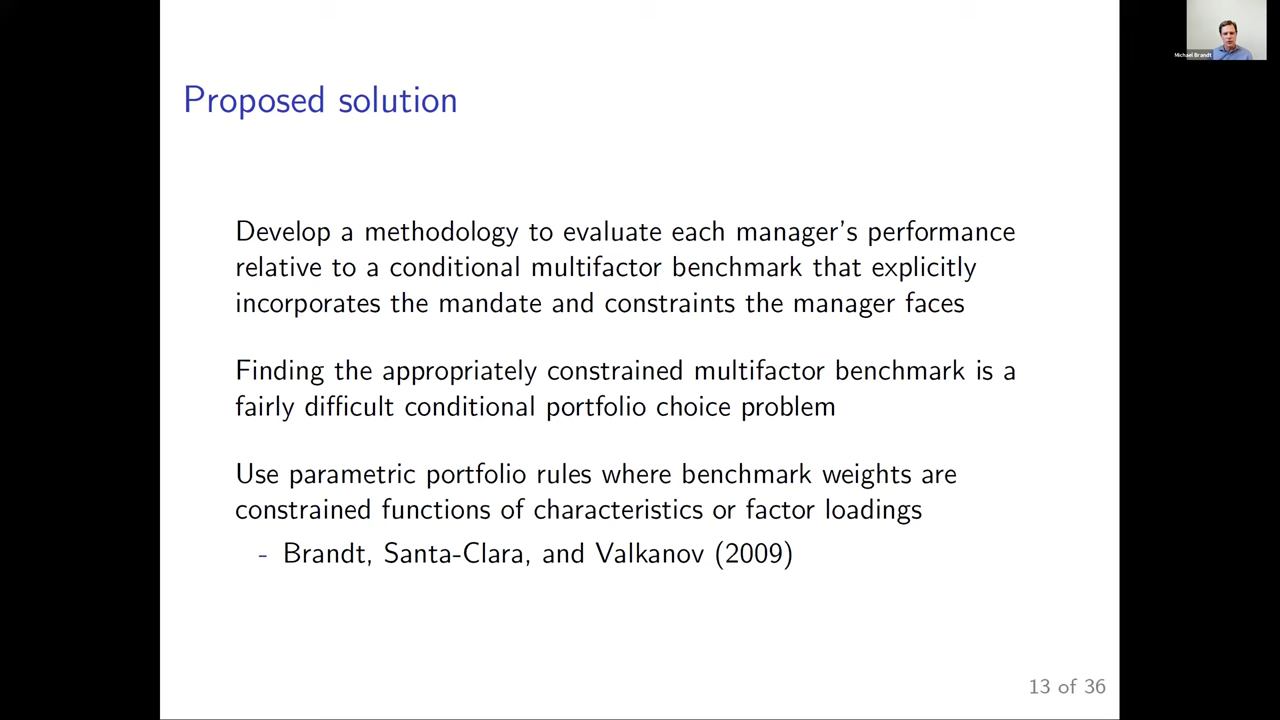 Michael Brandt
Proposed solution
Develop a methodology to evaluate each manager's performance
relative to a conditional multifactor benchmark that explicitly
incorporates the mandate and constraints the manager faces
Finding the appropriately constrained multifactor benchmark is a
fairly difficult conditional portfolio choice problem
Use parametric portfolio rules where benchmark weights are
constrained functions of characteristics or factor loadings
- Brandt, Santa-Clara, and Valkanov (2009)
13 of 36